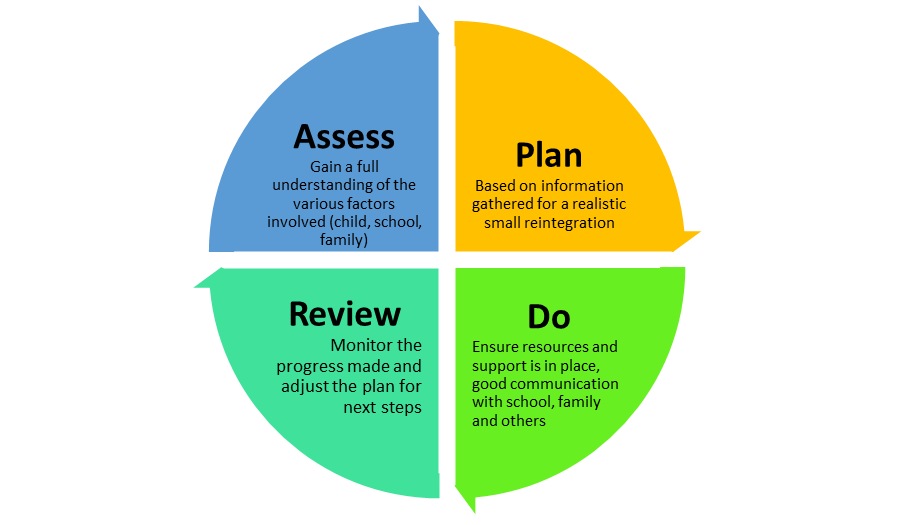 Assess
Gain a full
understanding of the
various factors
involved (child, school,
family)
Plan
Based on information
gathered for a realistic
small reintegration
Review
Monitor the
progress made and
adjust the plan for
next steps
Do
Ensure resources and
support is in place,
good communication
with school, family
and others